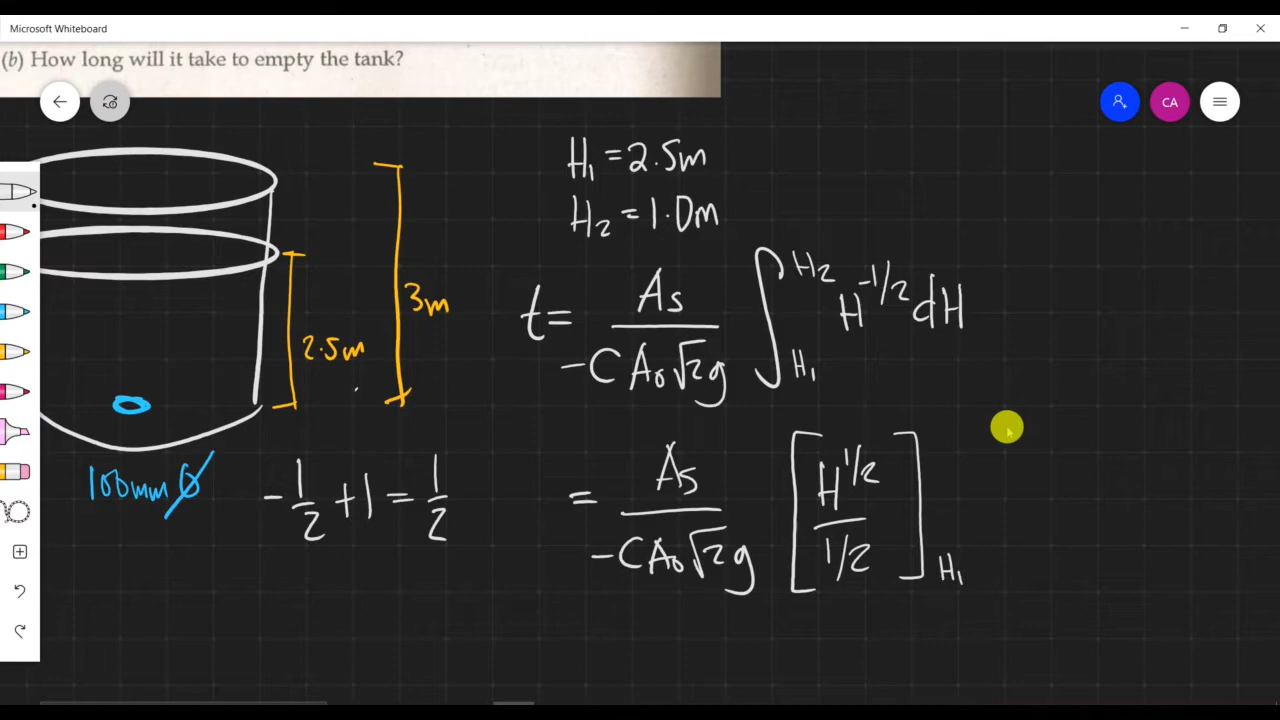 Microsoft Whiteboard
(b) How long will it take to empty the tank?
CA
H₁ = 2.5m
H₂ = 1.0m
t = As / -CA₀√2g ∫ H₁ H₂ H^-1/2 dH
3m
2.5m
100mm Ø
-1/2 + 1 = 1/2
= As / -CA₀√2g [H^1/2 / 1/2] H₁